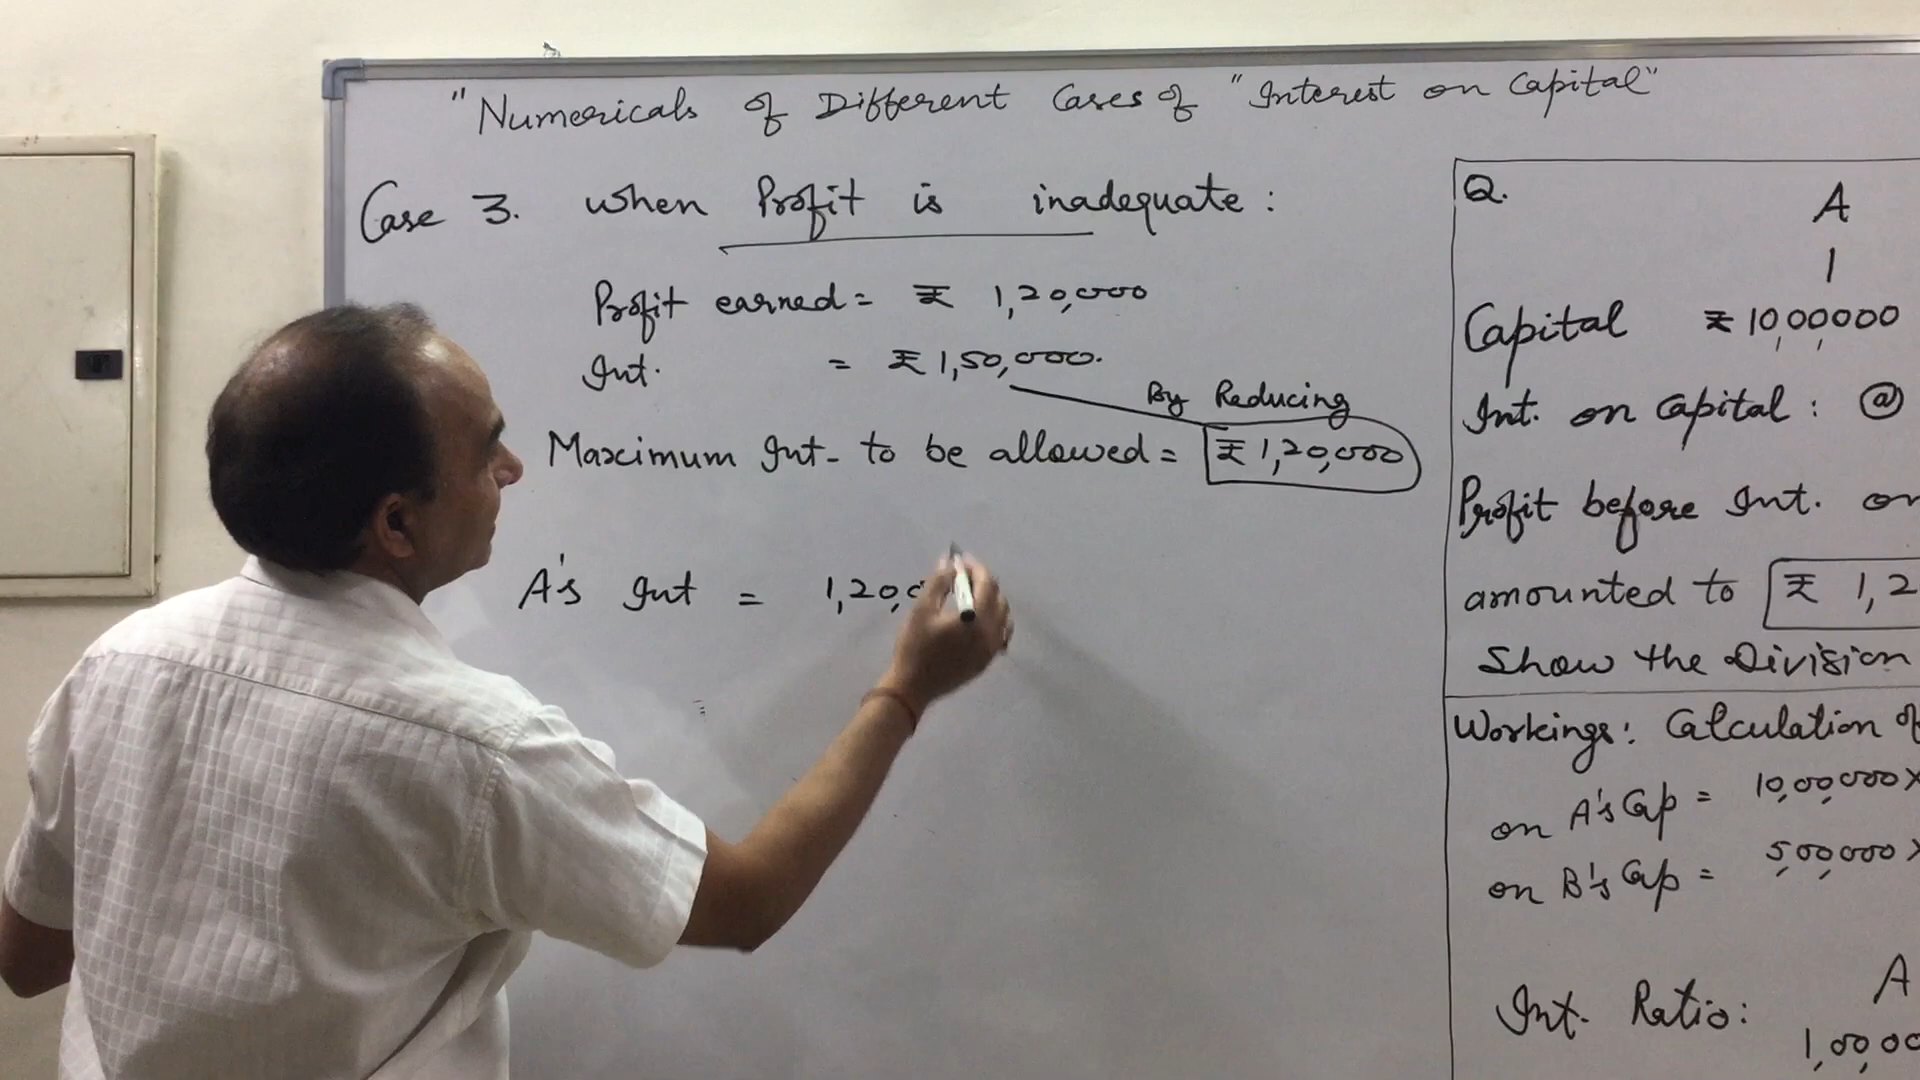 "Numericals of Different Cases of "Interest on Capital"
Case 3. when Profit is inadequate:
Profit earned = ₹ 1,20,000
Int. = ₹ 1,50,000.
By Reducing
Maximum Int. to be allowed = ₹ 1,20,000
A's Int = 1,20,0
Q. A
1
Capital ₹ 10,00,000
Int. on Capital: @
Profit before Int. on
amounted to ₹ 1,2
Show the Division
Workings: Calculation of
on A's Cap = 10,00,000 ×
on B's Cap = 5,00,000 ×
A
Int. Ratio:
1,00,00